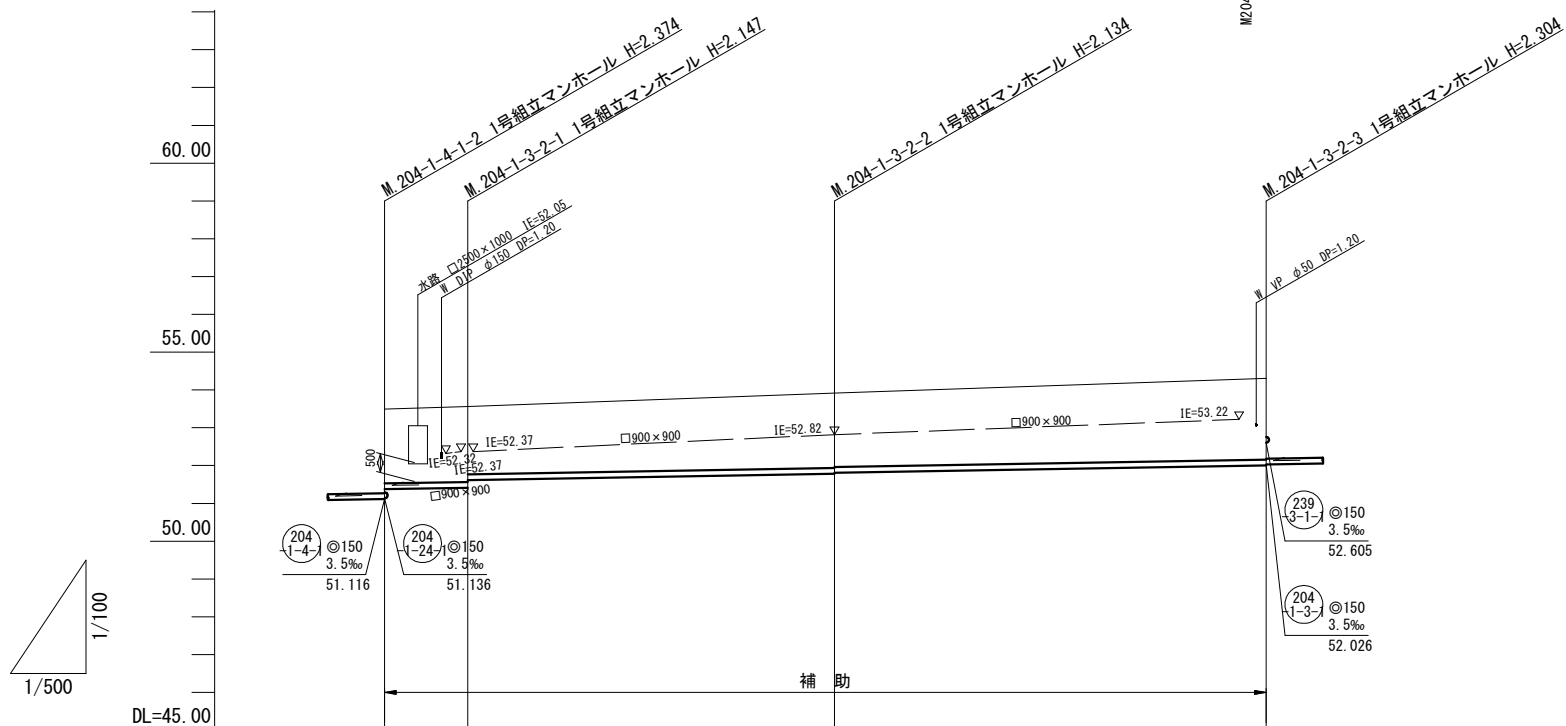 M204
M.204-1-4-1-2 1号組立マンホール H=2.374
M.204-1-3-2-1 1号組立マンホール H=2.147
M.204-1-3-2-2 1号組立マンホール H=2.134
M.204-1-3-2-3 1号組立マンホール H=2.304
60.00
水路 □2500×1000 IE=52.05
W DIP φ150 DP=1.20
W VP φ50 DP=1.20
55.00
IE=53.22
□900×900
IE=52.82
□900×900
IE=52.37
500
IE=52.32
IE=52.37
□900×900
50.00
204
-1-4-1
◎150
3.5‰
51.116
204
-1-24-1
◎150
3.5‰
51.136
239
-3-1-1
◎150
3.5‰
52.605
204
-1-3-1
◎150
3.5‰
52.026
1/100
1/500
補 助
DL=45.00